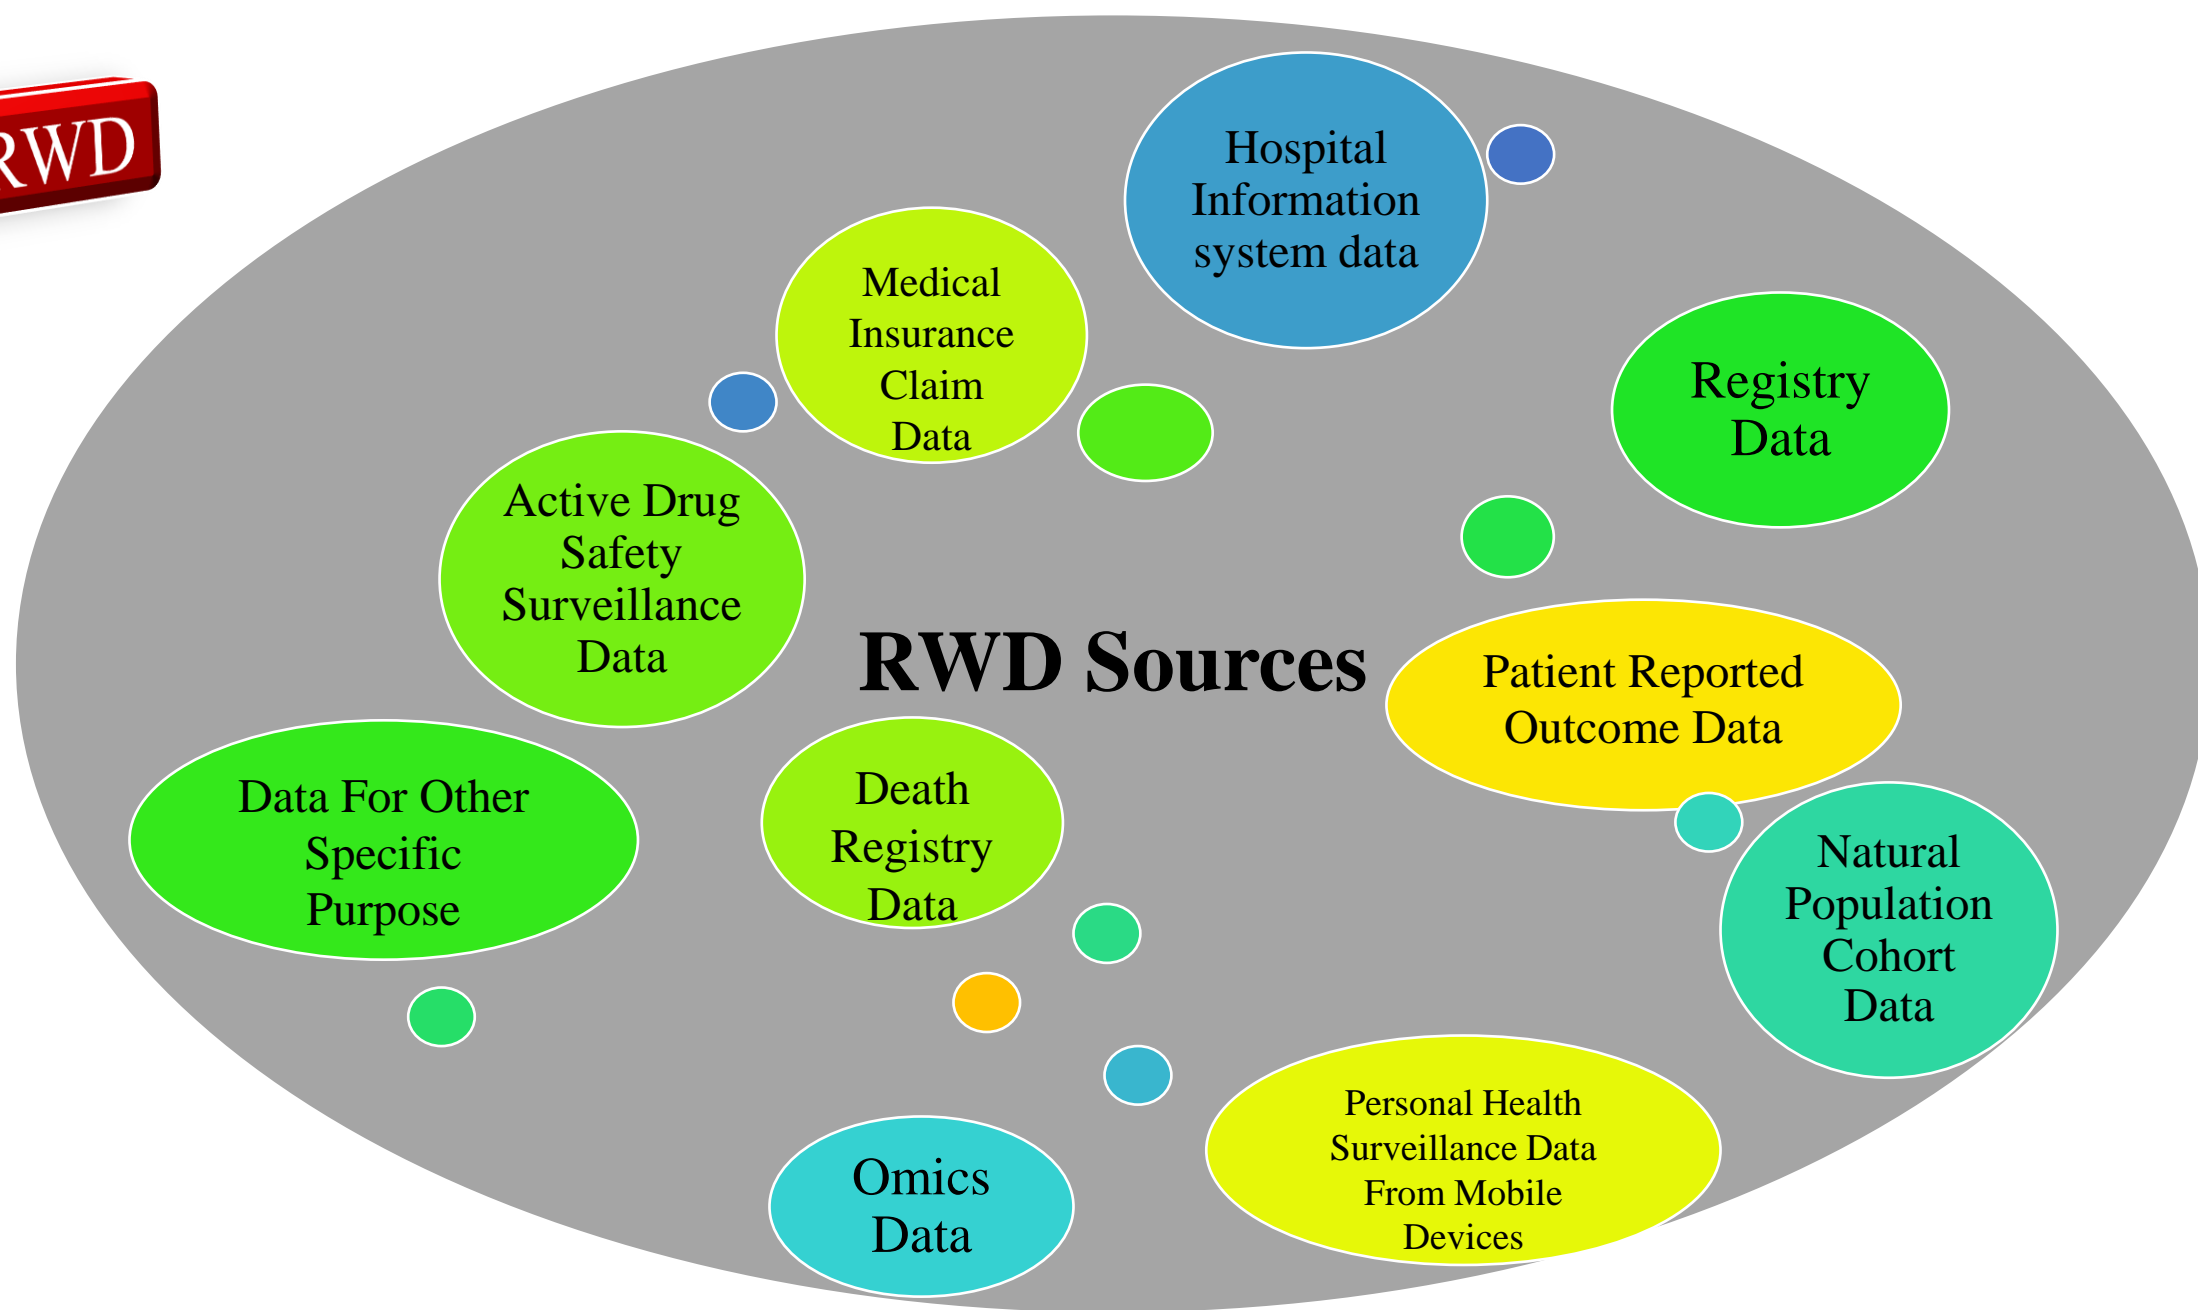 RWD
Hospital
Information
system data
Medical
Insurance
Claim
Data
Registry
Data
Active Drug
Safety
Surveillance
Data
RWD Sources
Patient Reported
Outcome Data
Data For Other
Specific
Purpose
Death
Registry
Data
Natural
Population
Cohort
Data
Personal Health
Surveillance Data
From Mobile
Devices
Omics
Data